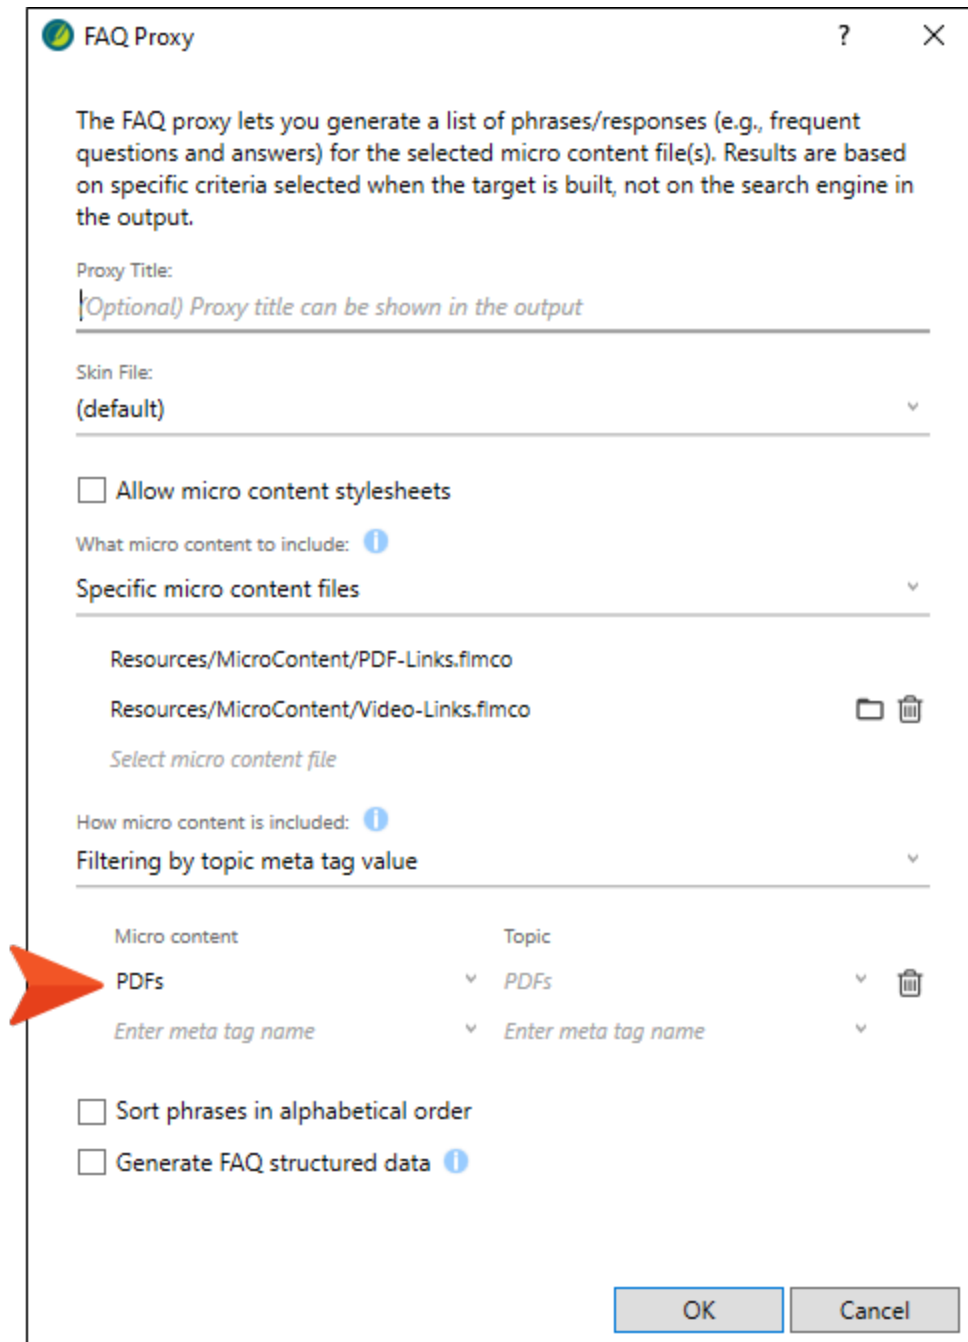 FAQ Proxy ?
The FAQ proxy lets you generate a list of phrases/responses (e.g., frequent
questions and answers) for the selected micro content file(s). Results are based
on specific criteria selected when the target is built, not on the search engine in
the output.
Proxy Title:
(Optional) Proxy title can be shown in the output
Skin File:
(default)
Allow micro content stylesheets
What micro content to include: i
Specific micro content files
Resources/MicroContent/PDF-Links.flmco
Resources/MicroContent/Video-Links.flmco
Select micro content file
How micro content is included: i
Filtering by topic meta tag value
Micro content Topic
PDFs PDFs
Enter meta tag name Enter meta tag name
Sort phrases in alphabetical order
Generate FAQ structured data i
OK Cancel